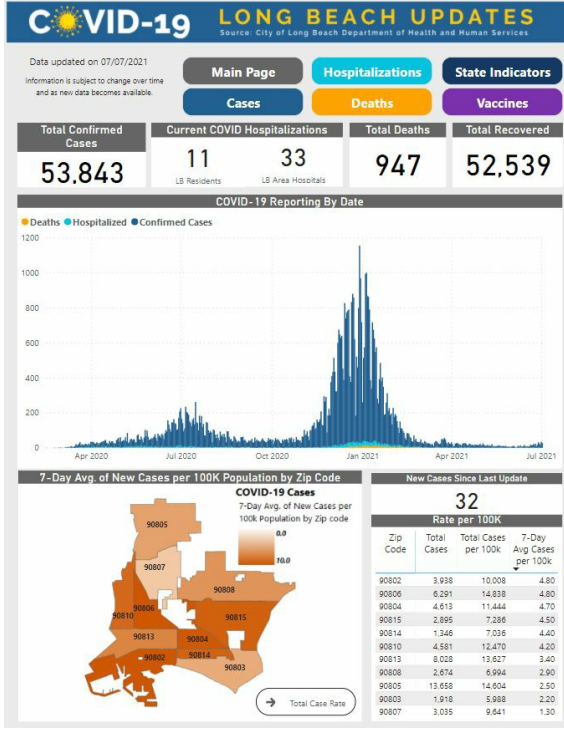 COVID-19
LONG BEACH UPDATES
Source: City of Long Beach Department of Health and Human Services
Data updated on 07/07/2021
Information is subject to change over time
and as new data becomes available.
Main Page
Hospitalizations
State Indicators
Cases
Deaths
Vaccines
Total Confirmed
Cases
53,843
Current COVID Hospitalizations
11
33
LB Residents
LB Area Hospitals
Total Deaths
947
Total Recovered
52,539
COVID-19 Reporting By Date
Deaths Hospitalized Confirmed Cases
1200
1000
800
600
400
200
0
Apr 2020 Jul 2020 Oct 2020 Jan 2021 Apr 2021 Jul 2021
7-Day Avg. of New Cases per 100K Population by Zip Code
COVID-19 Cases
7-Day Avg. of New Cases per
100k Population by Zip code
0.0
10.0
90805
90807
90808
90810
90806
90815
90813
90804
90802
90814
90803
Total Case Rate
New Cases Since Last Update
32
Rate per 100K
Zip Code Total Cases Total Cases per 100k 7-Day Avg Cases per 100k
90802 3,938 10,008 4.80
90806 6,291 14,838 4.80
90804 4,613 11,444 4.70
90815 2,895 7,286 4.50
90814 1,346 7,036 4.40
90810 4,581 12,470 4.20
90813 8,028 13,627 3.40
90808 2,674 6,994 2.90
90805 13,658 14,604 2.50
90803 1,918 5,988 2.20
90807 3,035 9,641 1.30